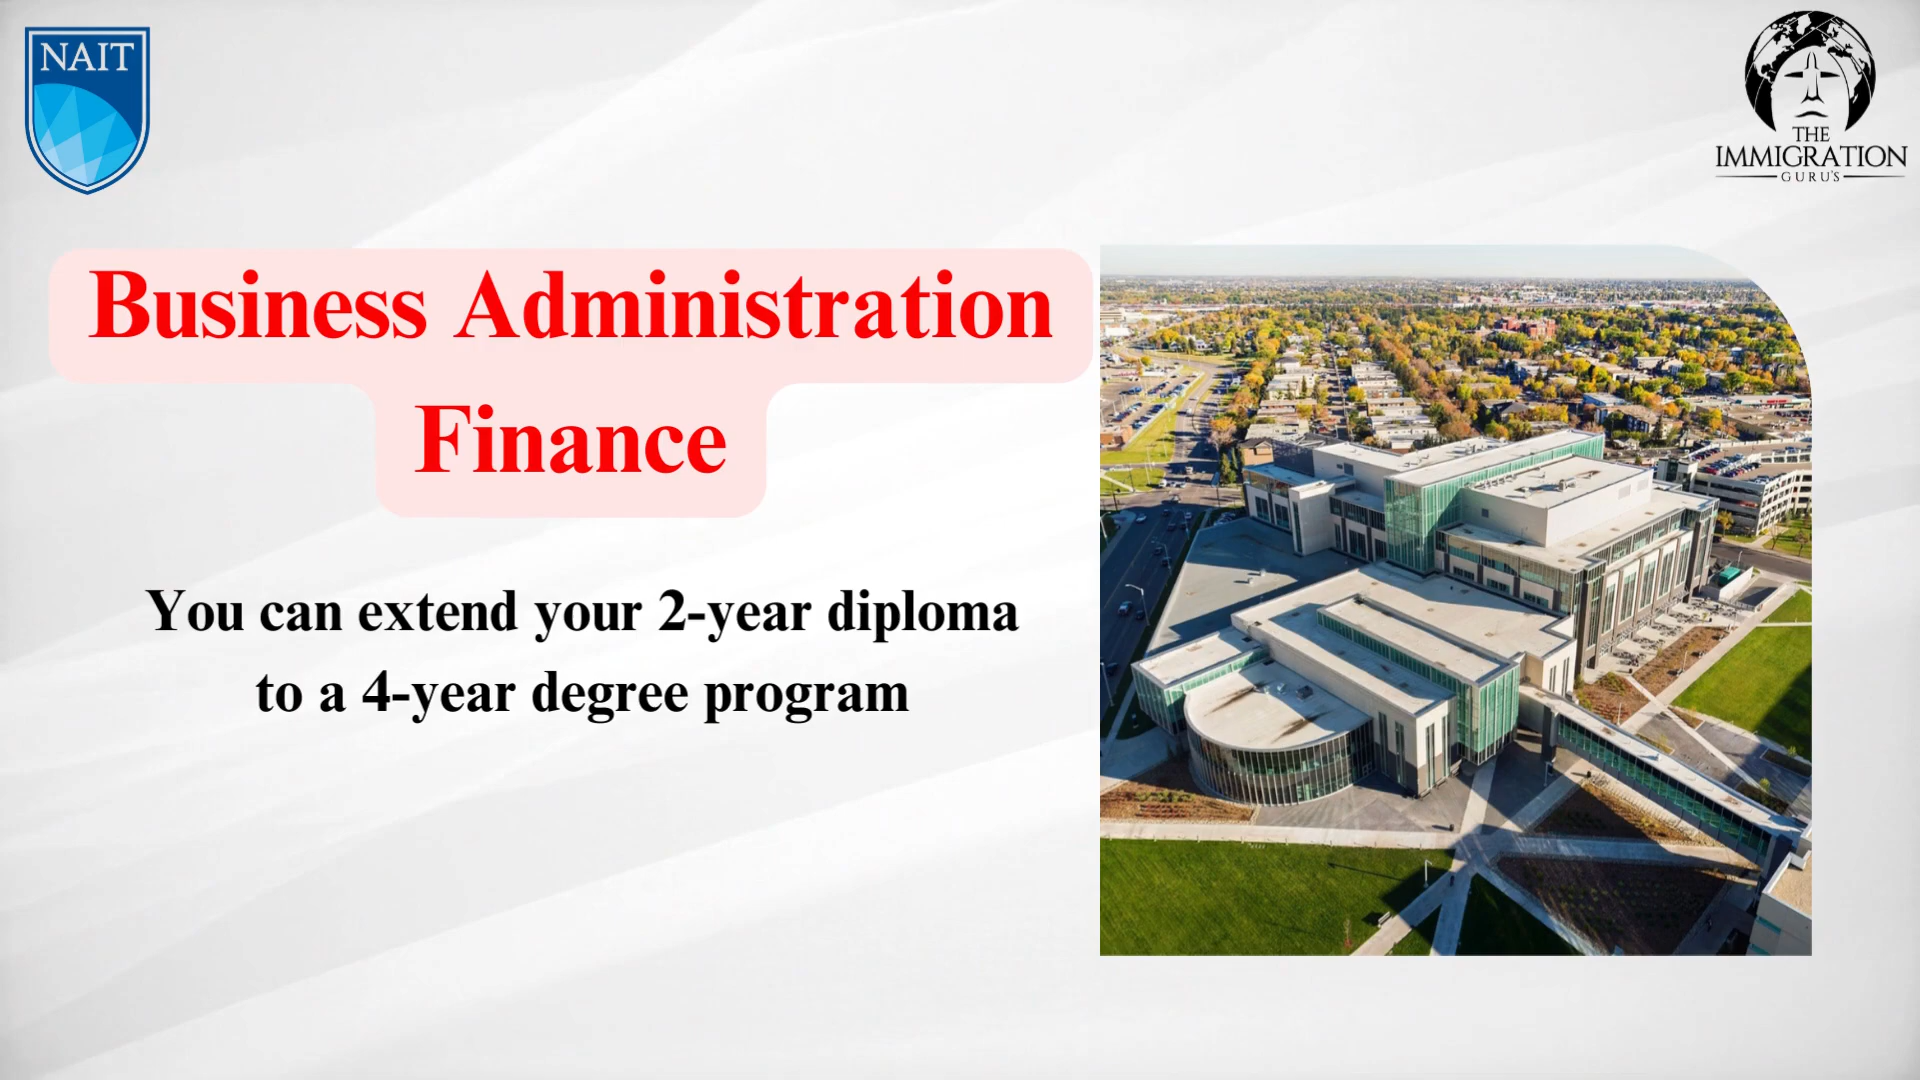 NAIT
THE
IMMIGRATION
GURU'S
Business Administration
Finance
You can extend your 2-year diploma
to a 4-year degree program